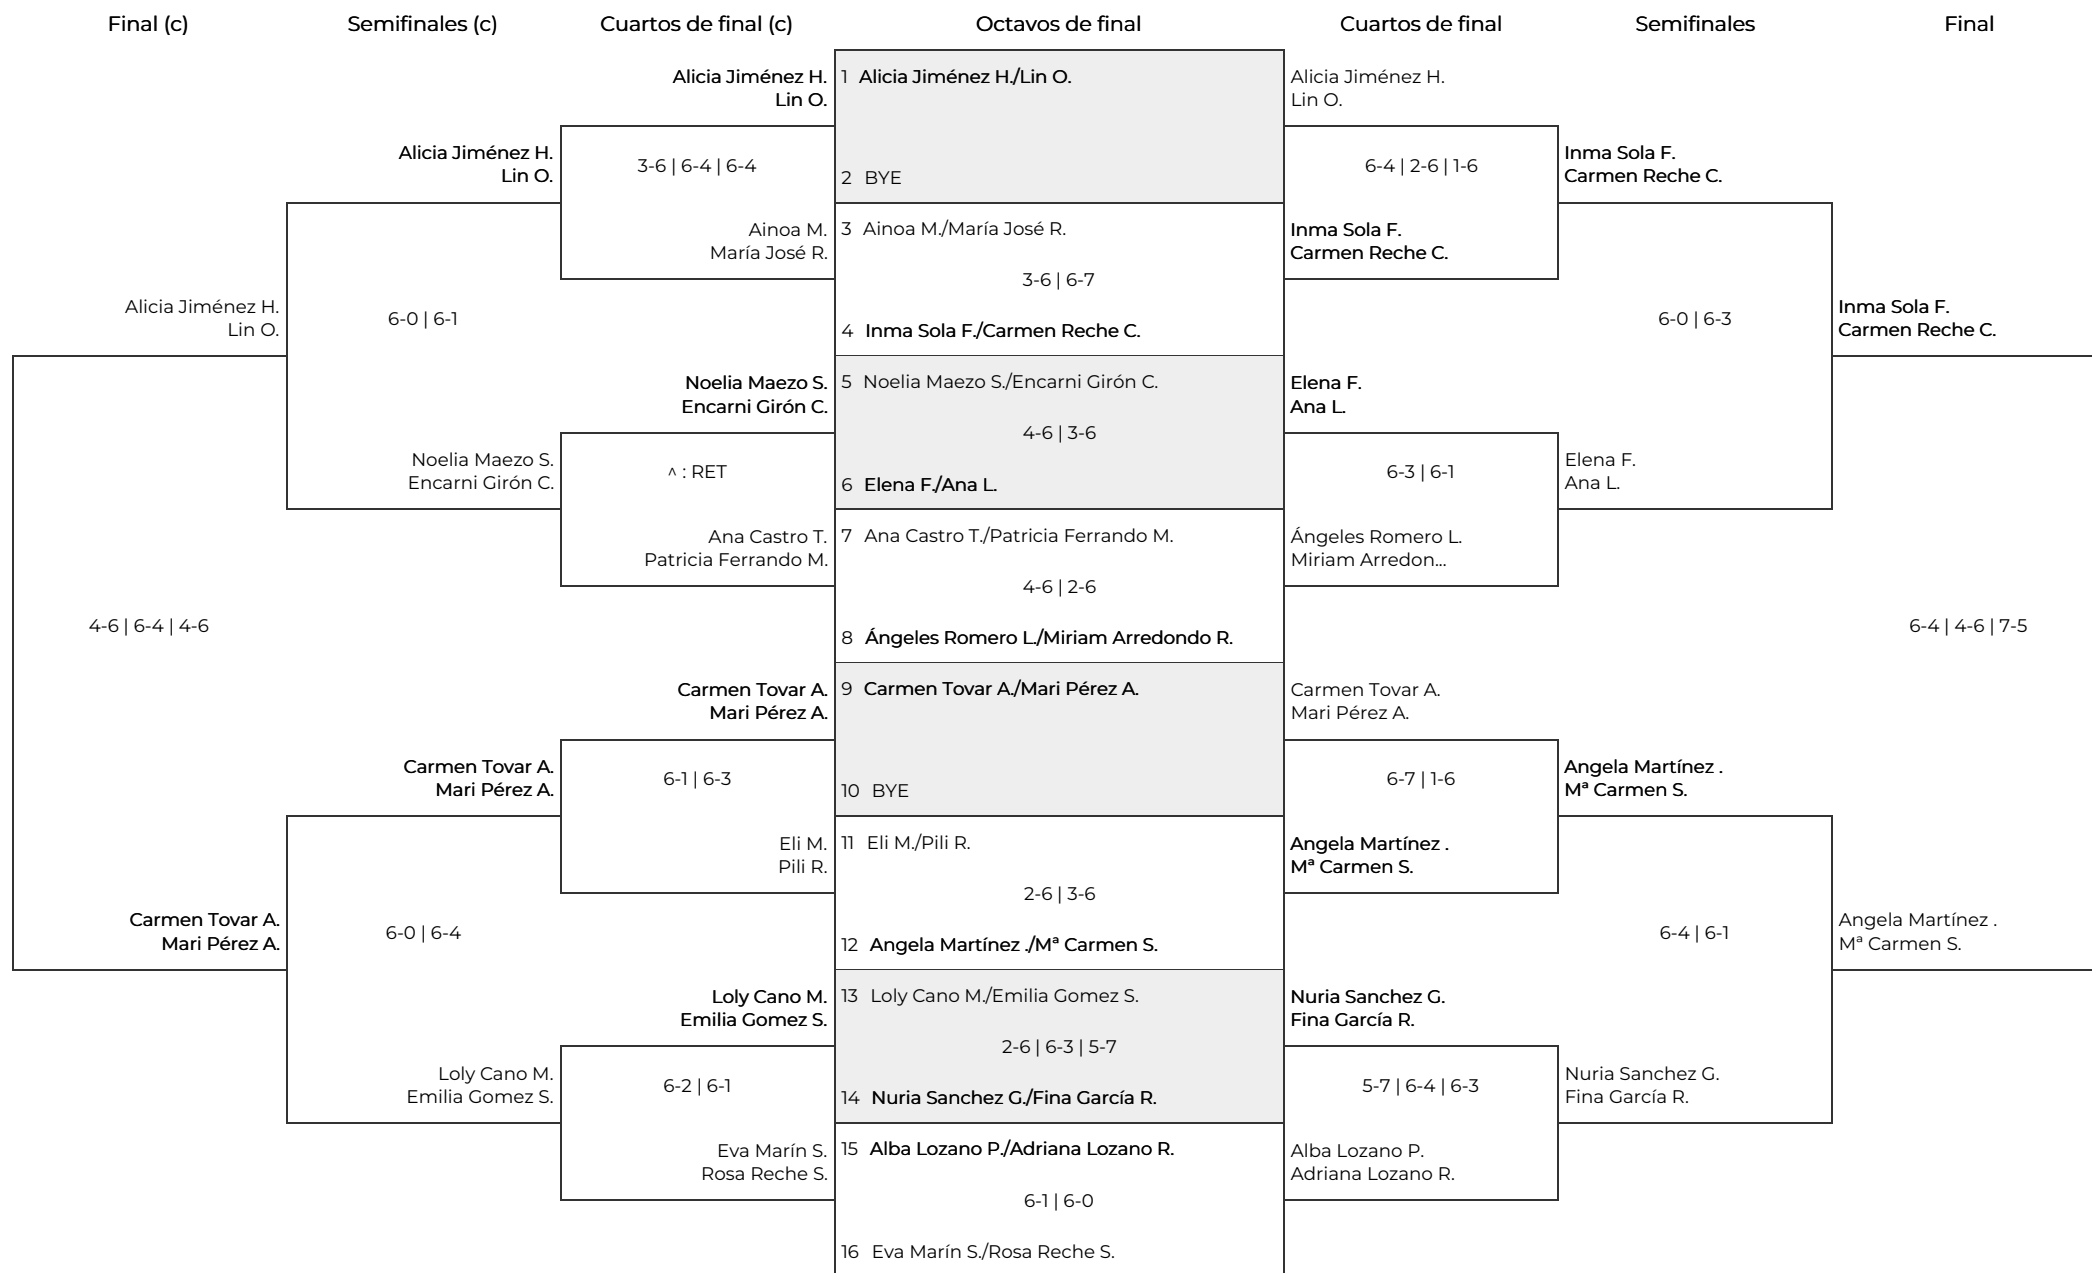 Final (c)
Semifinales (c)
Cuartos de final (c)
Octavos de final
Cuartos de final
Semifinales
Final
Alicia Jiménez H.
Lin O.
Carmen Tovar A.
Mari Pérez A.
4-6 | 6-4 | 4-6
Alicia Jiménez H.
Lin O.
6-0 | 6-1
Noelia Maezo S.
Encarni Girón C.
Carmen Tovar A.
Mari Pérez A.
6-0 | 6-4
Loly Cano M.
Emilia Gomez S.
Alicia Jiménez H.
Lin O.
3-6 | 6-4 | 6-4
Ainoa M.
María José R.
Noelia Maezo S.
Encarni Girón C.
^ : RET
Ana Castro T.
Patricia Ferrando M.
Carmen Tovar A.
Mari Pérez A.
6-1 | 6-3
Eli M.
Pili R.
Loly Cano M.
Emilia Gomez S.
6-2 | 6-1
Eva Marín S.
Rosa Reche S.
1 Alicia Jiménez H./Lin O.
2 BYE
3 Ainoa M./María José R.
3-6 | 6-7
4 Inma Sola F./Carmen Reche C.
5 Noelia Maezo S./Encarni Girón C.
4-6 | 3-6
6 Elena F./Ana L.
7 Ana Castro T./Patricia Ferrando M.
4-6 | 2-6
8 Ángeles Romero L./Miriam Arredondo R.
9 Carmen Tovar A./Mari Pérez A.
10 BYE
11 Eli M./Pili R.
2-6 | 3-6
12 Angela Martínez ./Mª Carmen S.
13 Loly Cano M./Emilia Gomez S.
2-6 | 6-3 | 5-7
14 Nuria Sanchez G./Fina García R.
15 Alba Lozano P./Adriana Lozano R.
6-1 | 6-0
16 Eva Marín S./Rosa Reche S.
Alicia Jiménez H.
Lin O.
6-4 | 2-6 | 1-6
Inma Sola F.
Carmen Reche C.
Elena F.
Ana L.
6-3 | 6-1
Ángeles Romero L.
Miriam Arredon...
Carmen Tovar A.
Mari Pérez A.
6-7 | 1-6
Angela Martínez .
Mª Carmen S.
Nuria Sanchez G.
Fina García R.
5-7 | 6-4 | 6-3
Alba Lozano P.
Adriana Lozano R.
Inma Sola F.
Carmen Reche C.
6-0 | 6-3
Elena F.
Ana L.
Angela Martínez .
Mª Carmen S.
6-4 | 6-1
Nuria Sanchez G.
Fina García R.
Inma Sola F.
Carmen Reche C.
6-4 | 4-6 | 7-5
Angela Martínez .
Mª Carmen S.